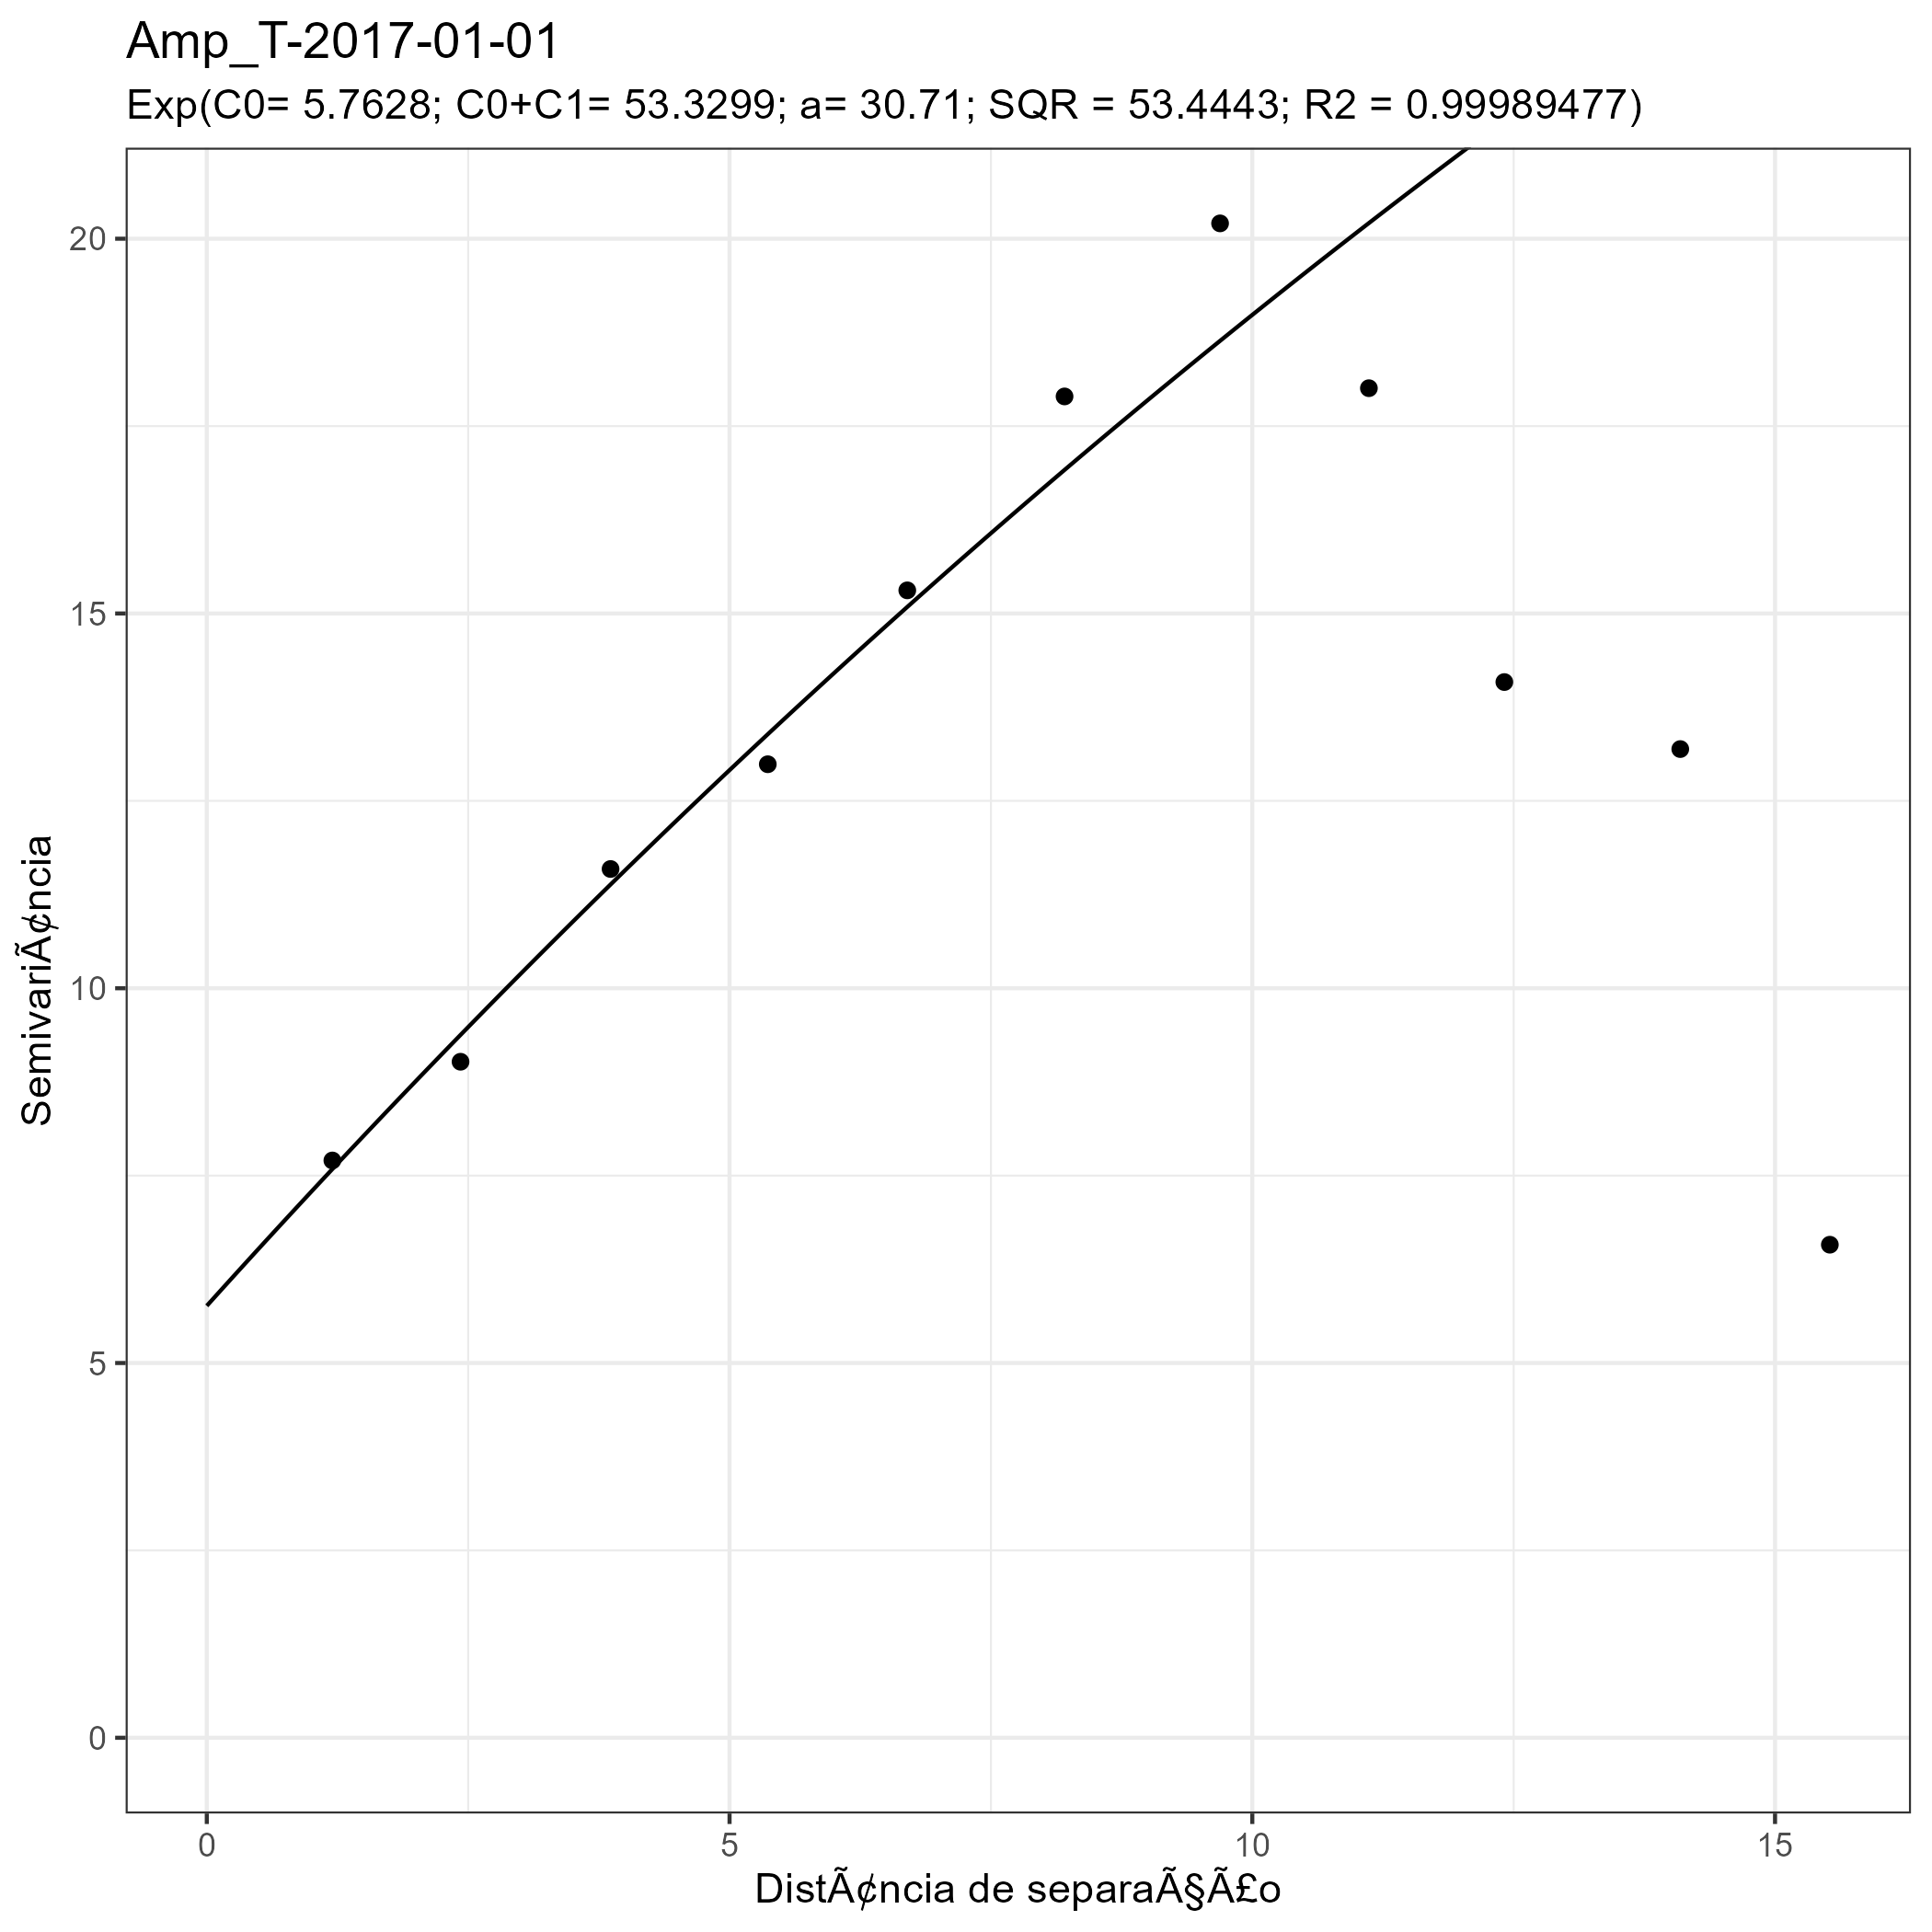 Amp_T-2017-01-01
Exp(C0= 5.7628; C0+C1= 53.3299; a= 30.71; SQR = 53.4443; R2 = 0.99989477)
20
15
10
5
0
SemivariÃ¢ncia
0 5 10 15
DistÃ¢ncia de separaÃ§Ã£o